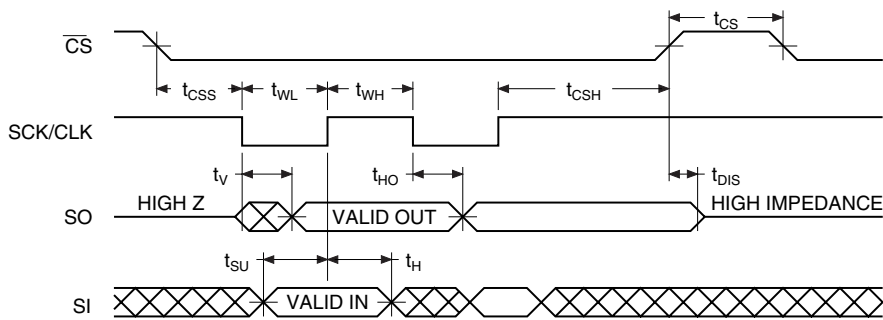 t_CS
C̅S̅
t_CSS t_WL t_WH t_CSH
SCK/CLK
t_V t_HO t_DIS
HIGH Z VALID OUT HIGH IMPEDANCE
SO
t_SU t_H
SI VALID IN